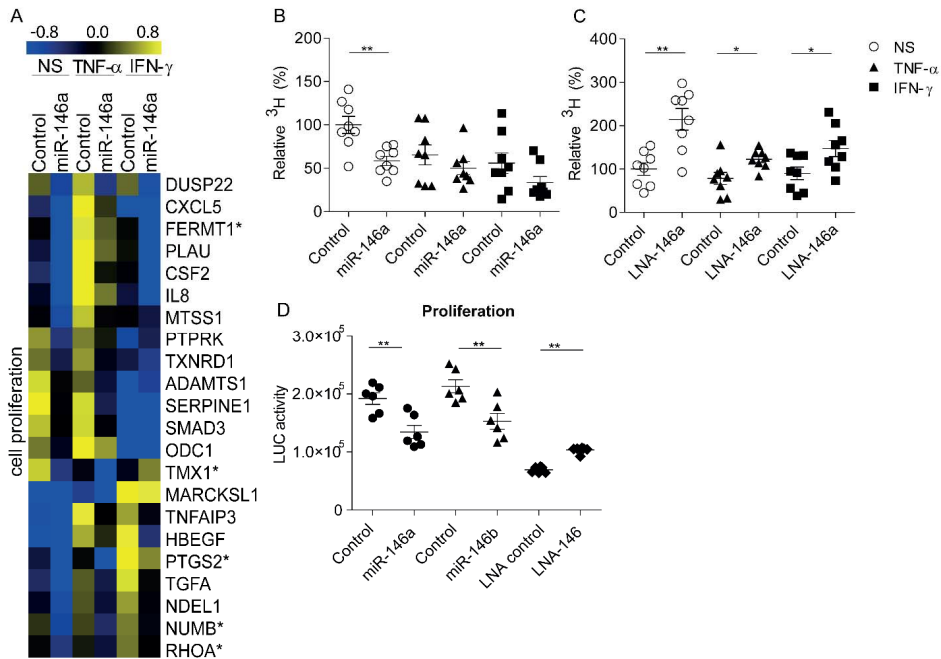 A
-0.8 0.0 0.8
NS TNF-α IFN-γ
Control
miR-146a
Control
miR-146a
Control
miR-146a
cell proliferation
DUSP22
CXCL5
FERMT1*
PLAU
CSF2
IL8
MTSS1
PTPRK
TXNRD1
ADAMTS1
SERPINE1
SMAD3
ODC1
TMX1*
MARCKSL1
TNFAIP3
HBEGF
PTGS2*
TGFA
NDEL1
NUMB*
RHOA*
B
Relative ³H (%)
200
150
100
50
0
**
Control
miR-146a
Control
miR-146a
Control
miR-146a
C
Relative ³H (%)
400
300
200
100
0
**
*
*
Control
LNA-146a
Control
LNA-146a
Control
LNA-146a
NS
TNF-α
IFN-γ
D
Proliferation
LUC activity
3.0×10⁵
2.0×10⁵
1.0×10⁵
0
**
**
**
Control
miR-146a
Control
miR-146b
LNA control
LNA-146